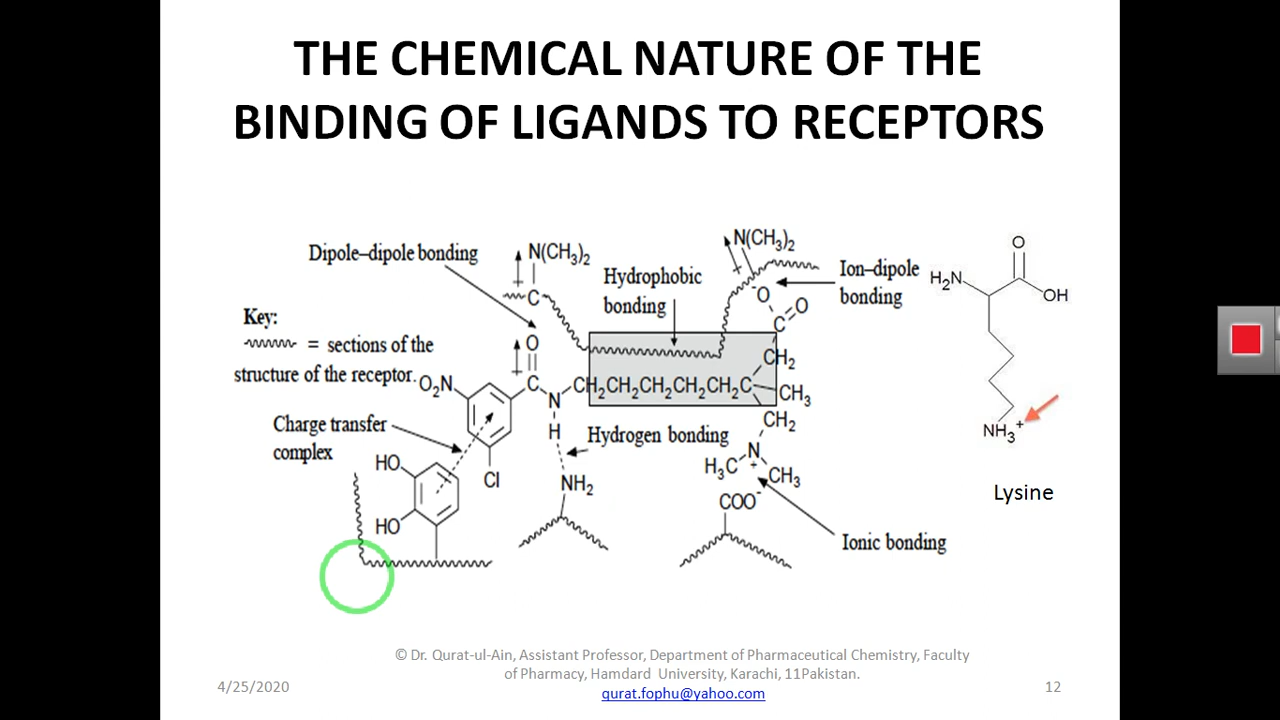 THE CHEMICAL NATURE OF THE
BINDING OF LIGANDS TO RECEPTORS
Dipole–dipole bonding
N(CH3)2
C
Hydrophobic
bonding
N(CH3)2
-O
C
O
Ion–dipole
bonding
O
H2N
OH
NH3+
Lysine
Key:
= sections of the
structure of the receptor.
O
O2N
C
N
H
CH2CH2CH2CH2CH2C
CH2
CH3
CH2
Charge transfer
complex
Hydrogen bonding
Cl
HO
HO
NH2
H3C
N
+
CH3
COO-
Ionic bonding
© Dr. Qurat-ul-Ain, Assistant Professor, Department of Pharmaceutical Chemistry, Faculty
of Pharmacy, Hamdard University, Karachi, 11Pakistan.
qurat.fophu@yahoo.com
4/25/2020
12